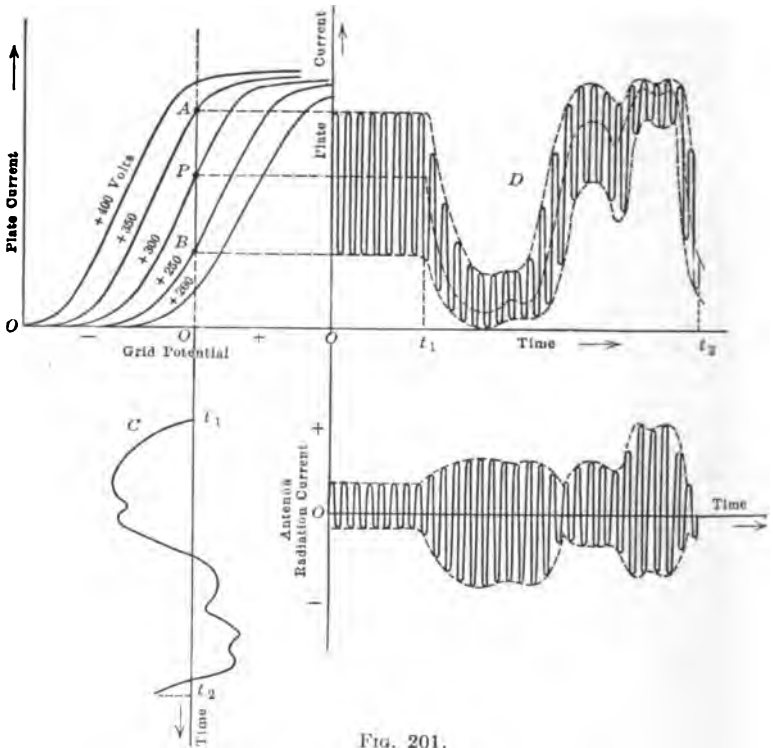 Plate Current
O
+400 Volts
+350
+300
+250
+200
A
P
B
−
O
+
Grid Potential
Plate Current
D
O
t1
Time
t2
C
t1
t2
Time
Antenna
Radiation Current
+
O
−
Time
FIG. 201.